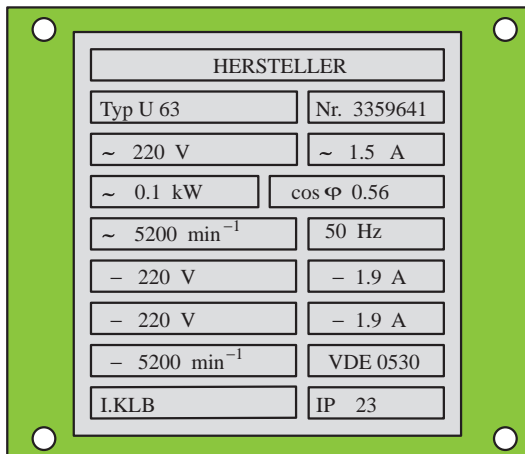 HERSTELLER
Typ U 63 Nr. 3359641
~ 220 V ~ 1.5 A
~ 0.1 kW cos φ 0.56
~ 5200 min⁻¹ 50 Hz
− 220 V − 1.9 A
− 220 V − 1.9 A
− 5200 min⁻¹ VDE 0530
I.KLB IP 23